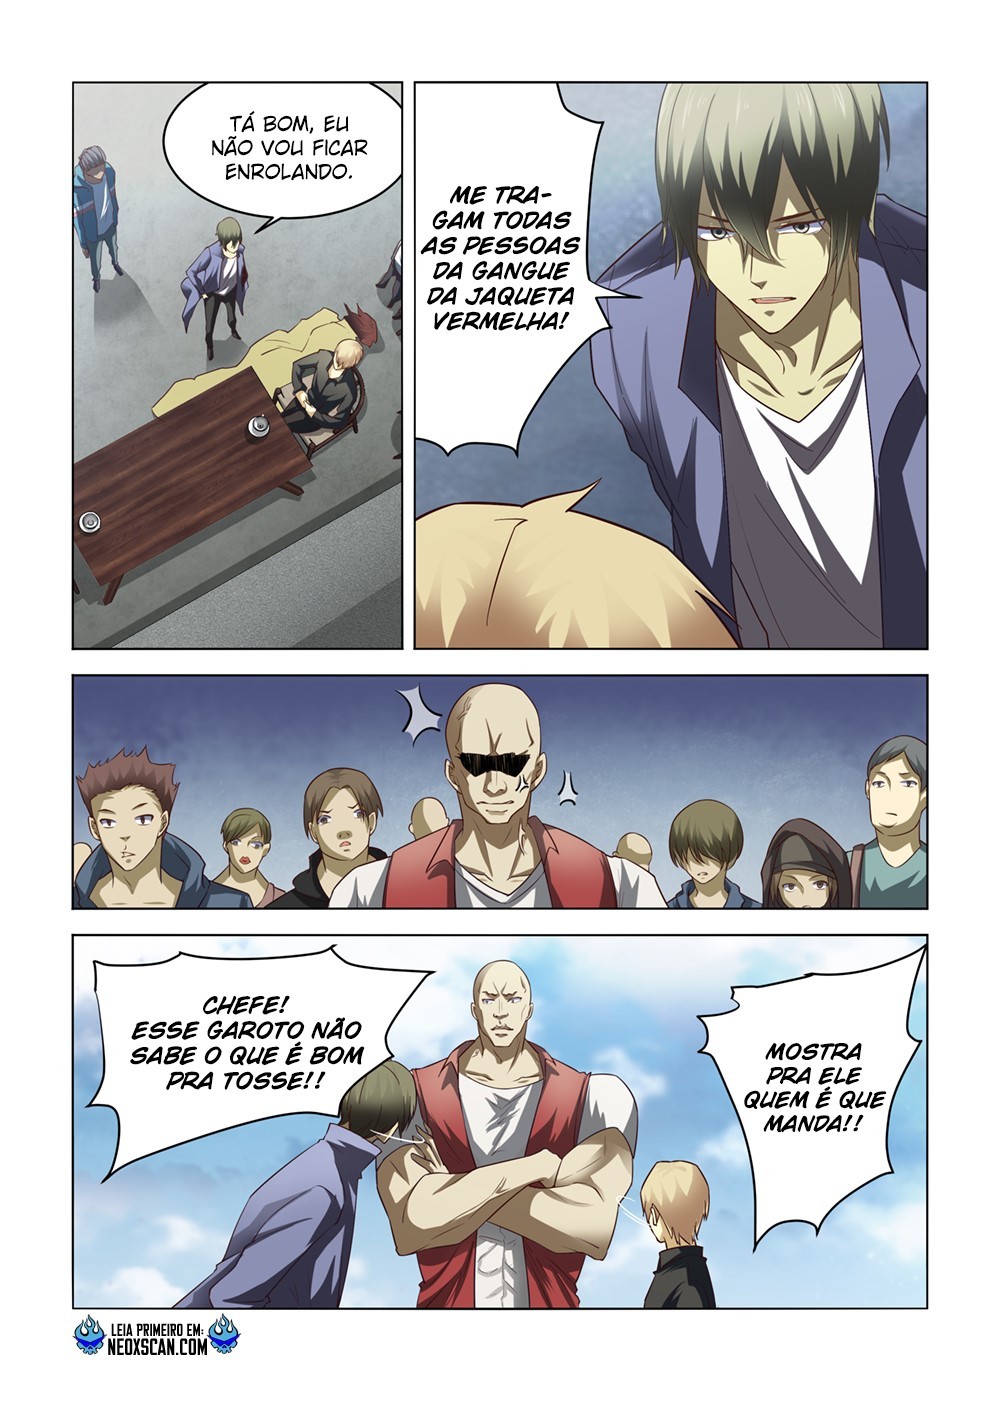 TÁ BOM, EU
NÃO VOU FICAR
ENROLANDO.
ME TRA-
GAM TODAS
AS PESSOAS
DA GANGUE
DA JAQUETA
VERMELHA!
CHEFE!
ESSE GAROTO NÃO
SABE O QUE É BOM
PRA TOSSE!!
MOSTRA
PRA ELE
QUEM É QUE
MANDA!!
LEIA PRIMEIRO EM:
NEOXSCAN.COM